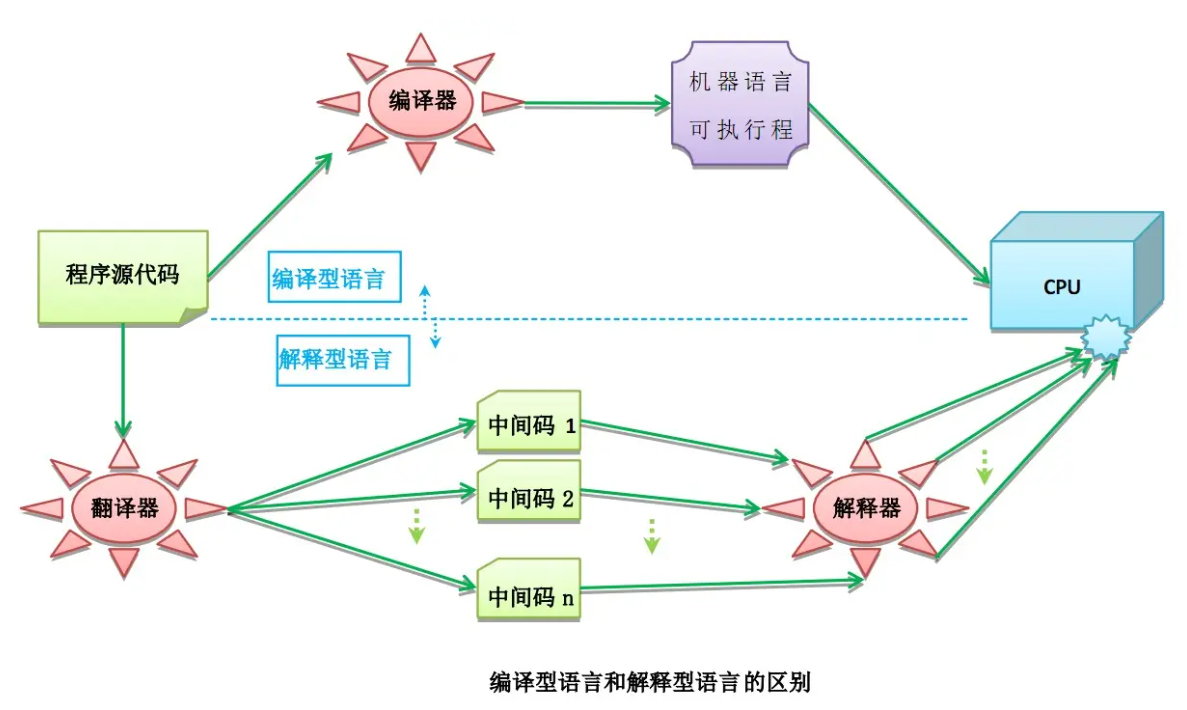 编译器
机器语言
可执行程
程序源代码
编译型语言
CPU
解释型语言
中间码 1
中间码 2
翻译器
解释器
中间码 n
编译型语言和解释型语言的区别